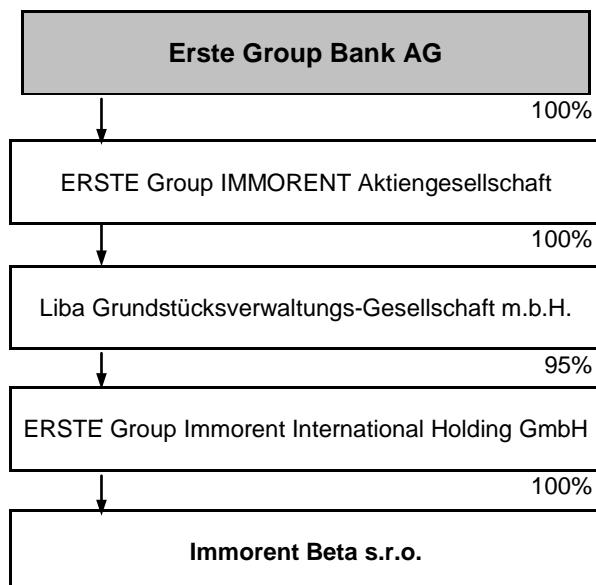 Erste Group Bank AG
100%
ERSTE Group IMMORENT Aktiengesellschaft
100%
Liba Grundstücksverwaltungs-Gesellschaft m.b.H.
95%
ERSTE Group Immorent International Holding GmbH
100%
Immorent Beta s.r.o.